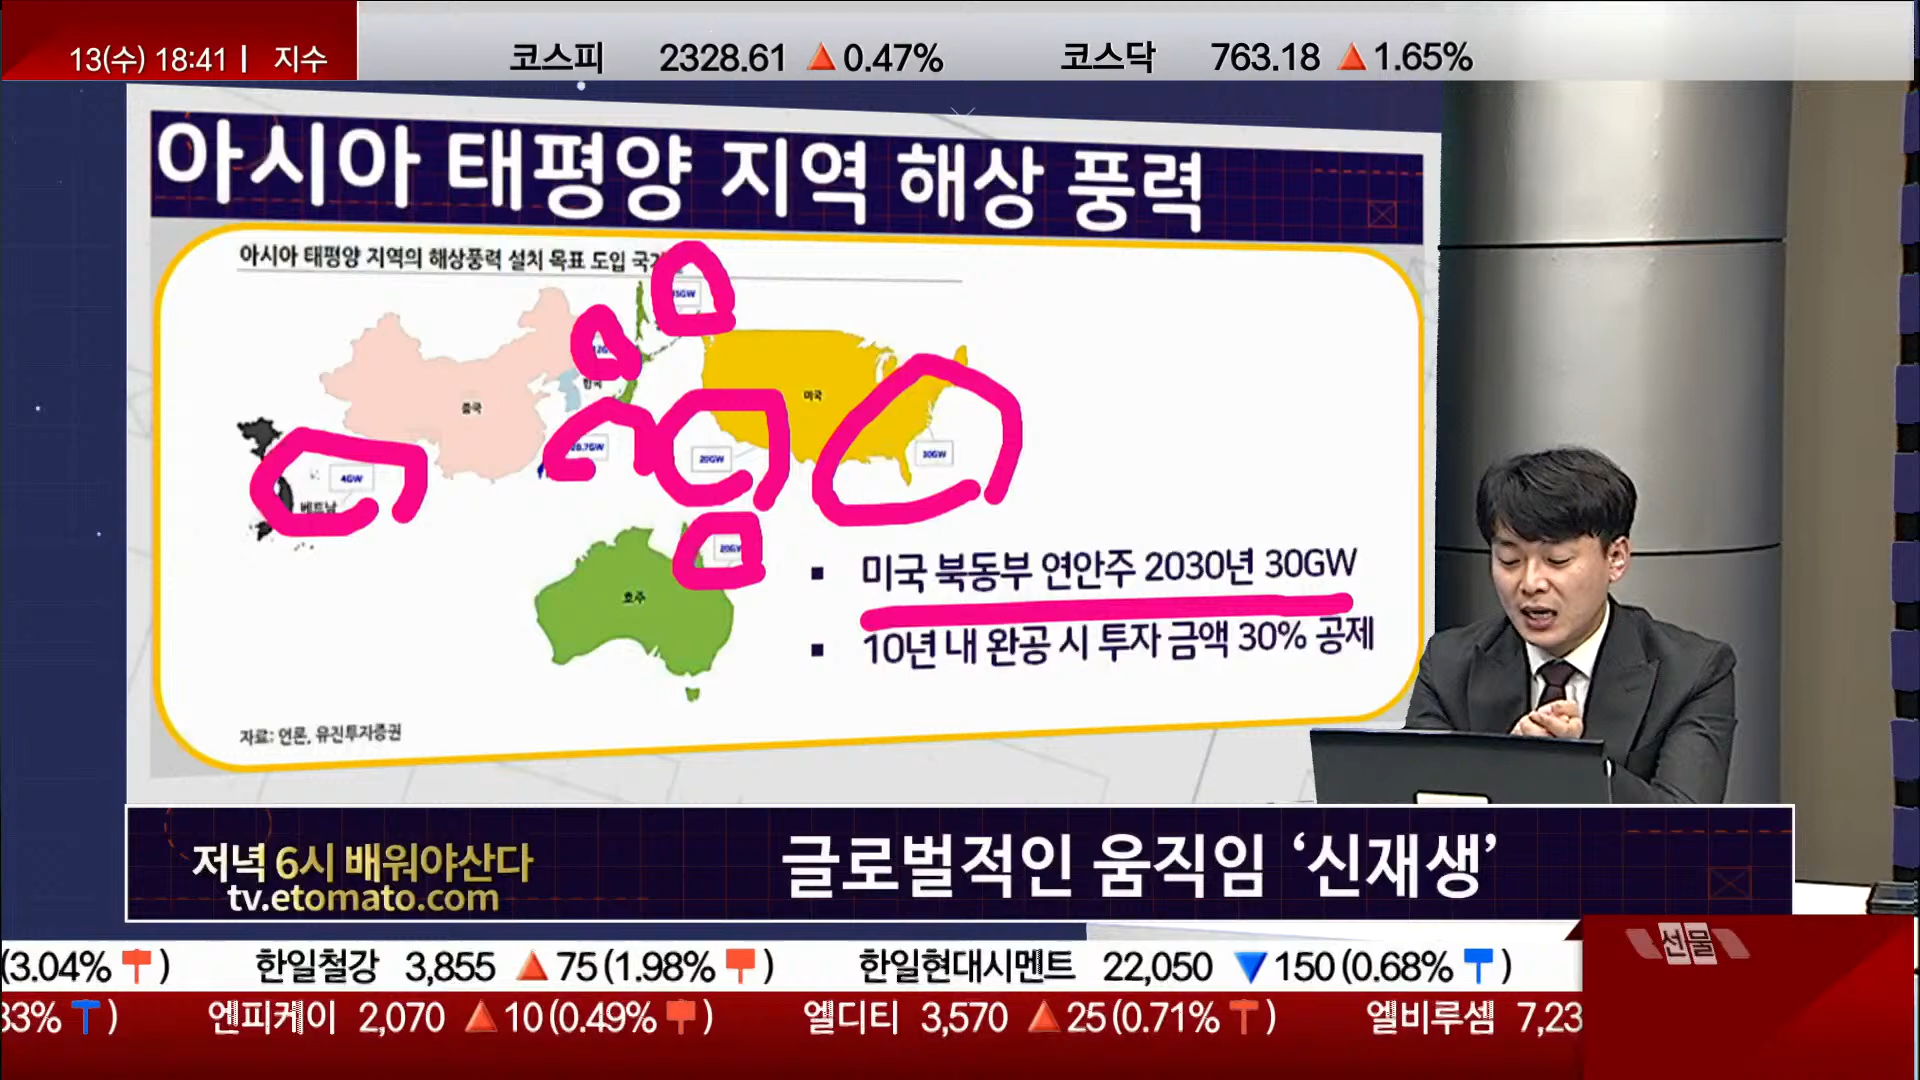 13(수) 18:41 | 지수 코스피 2328.61 ▲0.47% 코스닥 763.18 ▲1.65%
아시아 태평양 지역 해상 풍력
아시아 태평양 지역의 해상풍력 설치 목표 도입
한국
미국
중국
20GW
30GW
4GW
베트남
호주
▪ 미국 북동부 연안주 2030년 30GW
▪ 10년 내 완공 시 투자 금액 30% 공제
자료: 언론, 유진투자증권
저녁 6시 배워야산다
tv.etomato.com
글로벌적인 움직임 ‘신재생’
선물
(3.04% ) 한일철강 3,855 ▲75(1.98% ) 한일현대시멘트 22,050 ▼150(0.68% )
33% ) 엔피케이 2,070 ▲10(0.49% ) 엘디티 3,570 ▲25(0.71% ) 엘비루셈 7,23